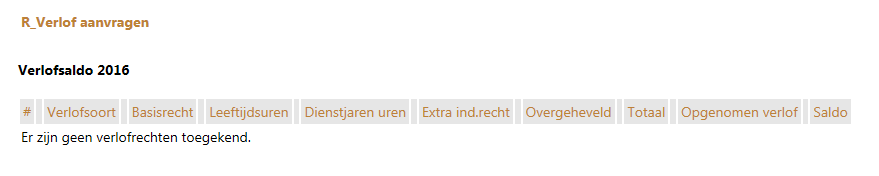 R_Verlof aanvragen
Verlofsaldo 2016
# Verlofsoort Basisrecht Leeftijdsuren Dienstjaren uren Extra ind.recht Overgeheveld Totaal Opgenomen verlof Saldo
Er zijn geen verlofrechten toegekend.